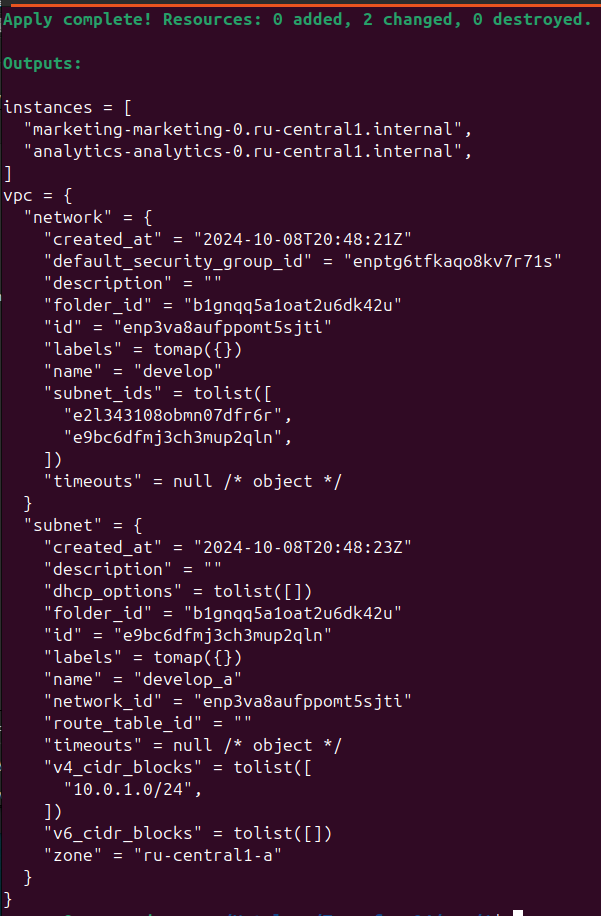 Apply complete! Resources: 0 added, 2 changed, 0 destroyed.
Outputs:
instances = [
  "marketing-marketing-0.ru-central1.internal",
  "analytics-analytics-0.ru-central1.internal",
]
vpc = {
  "network" = {
    "created_at" = "2024-10-08T20:48:21Z"
    "default_security_group_id" = "enptg6tfkaqo8kv7r71s"
    "description" = ""
    "folder_id" = "b1gnqq5a1oat2u6dk42u"
    "id" = "enp3va8aufppomt5sjti"
    "labels" = tomap({})
    "name" = "develop"
    "subnet_ids" = tolist([
      "e2l343108obmn07dfr6r",
      "e9bc6dfmj3ch3mup2qln",
    ])
    "timeouts" = null /* object */
  }
  "subnet" = {
    "created_at" = "2024-10-08T20:48:23Z"
    "description" = ""
    "dhcp_options" = tolist([])
    "folder_id" = "b1gnqq5a1oat2u6dk42u"
    "id" = "e9bc6dfmj3ch3mup2qln"
    "labels" = tomap({})
    "name" = "develop_a"
    "network_id" = "enp3va8aufppomt5sjti"
    "route_table_id" = ""
    "timeouts" = null /* object */
    "v4_cidr_blocks" = tolist([
      "10.0.1.0/24",
    ])
    "v6_cidr_blocks" = tolist([])
    "zone" = "ru-central1-a"
  }
}